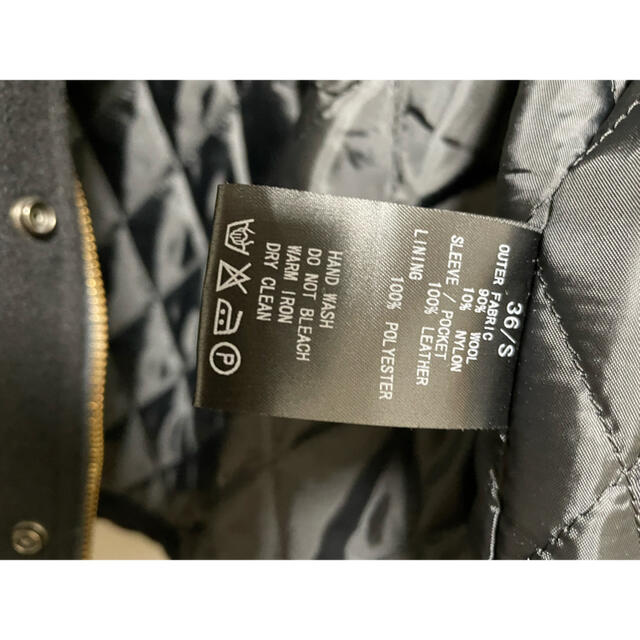 36/S
OUTER FABRIC
90% WOOL
10% NYLON
SLEEVE / POCKET
100% LEATHER
LINING
100% POLYESTER
HAND WASH
DO NOT BLEACH
WARM IRON
DRY CLEAN
P